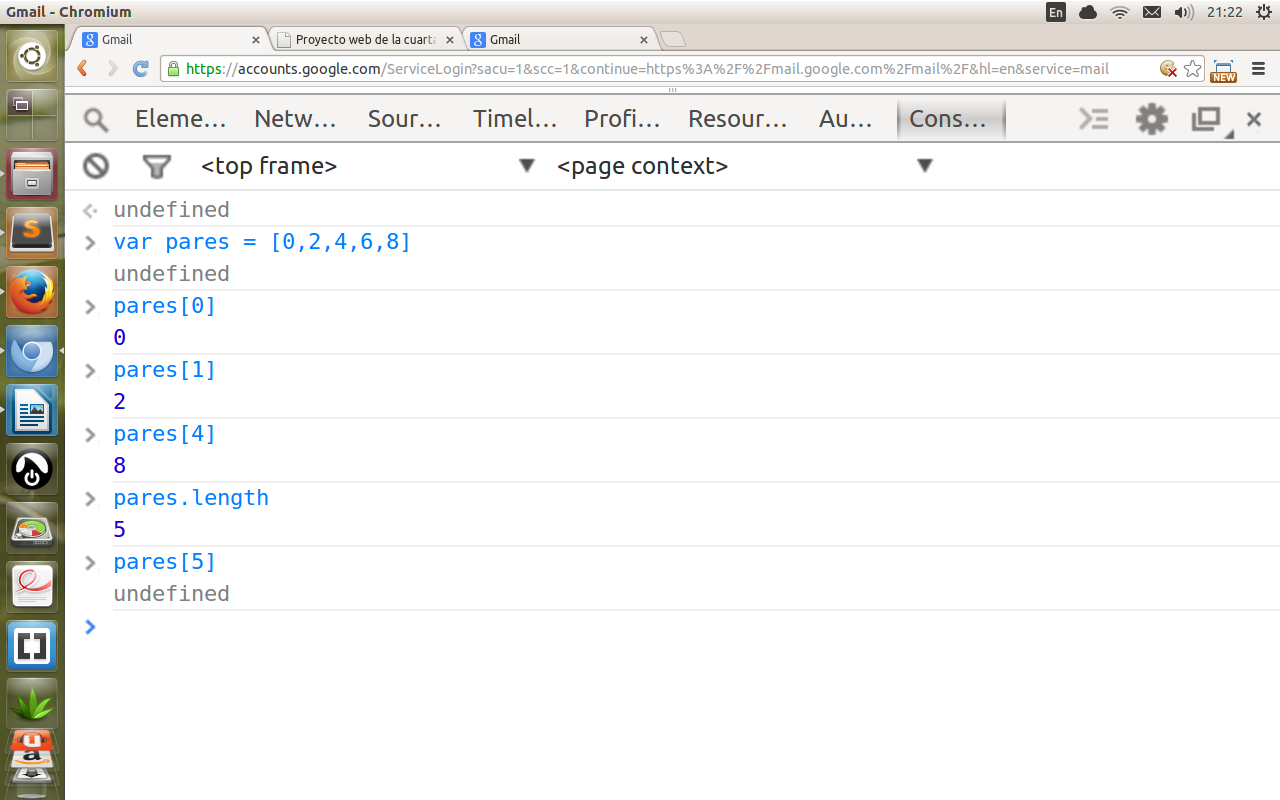 Gmail - Chromium
En
21:22
Gmail
Proyecto web de la cuarta
Gmail
https://accounts.google.com/ServiceLogin?sacu=1&scc=1&continue=https%3A%2F%2Fmail.google.com%2Fmail%2F&hl=en&service=mail
NEW
Eleme… Netw… Sour… Timel… Profi… Resour… Au… Cons…
<top frame> <page context>
undefined
var pares = [0,2,4,6,8]
undefined
pares[0]
0
pares[1]
2
pares[4]
8
pares.length
5
pares[5]
undefined